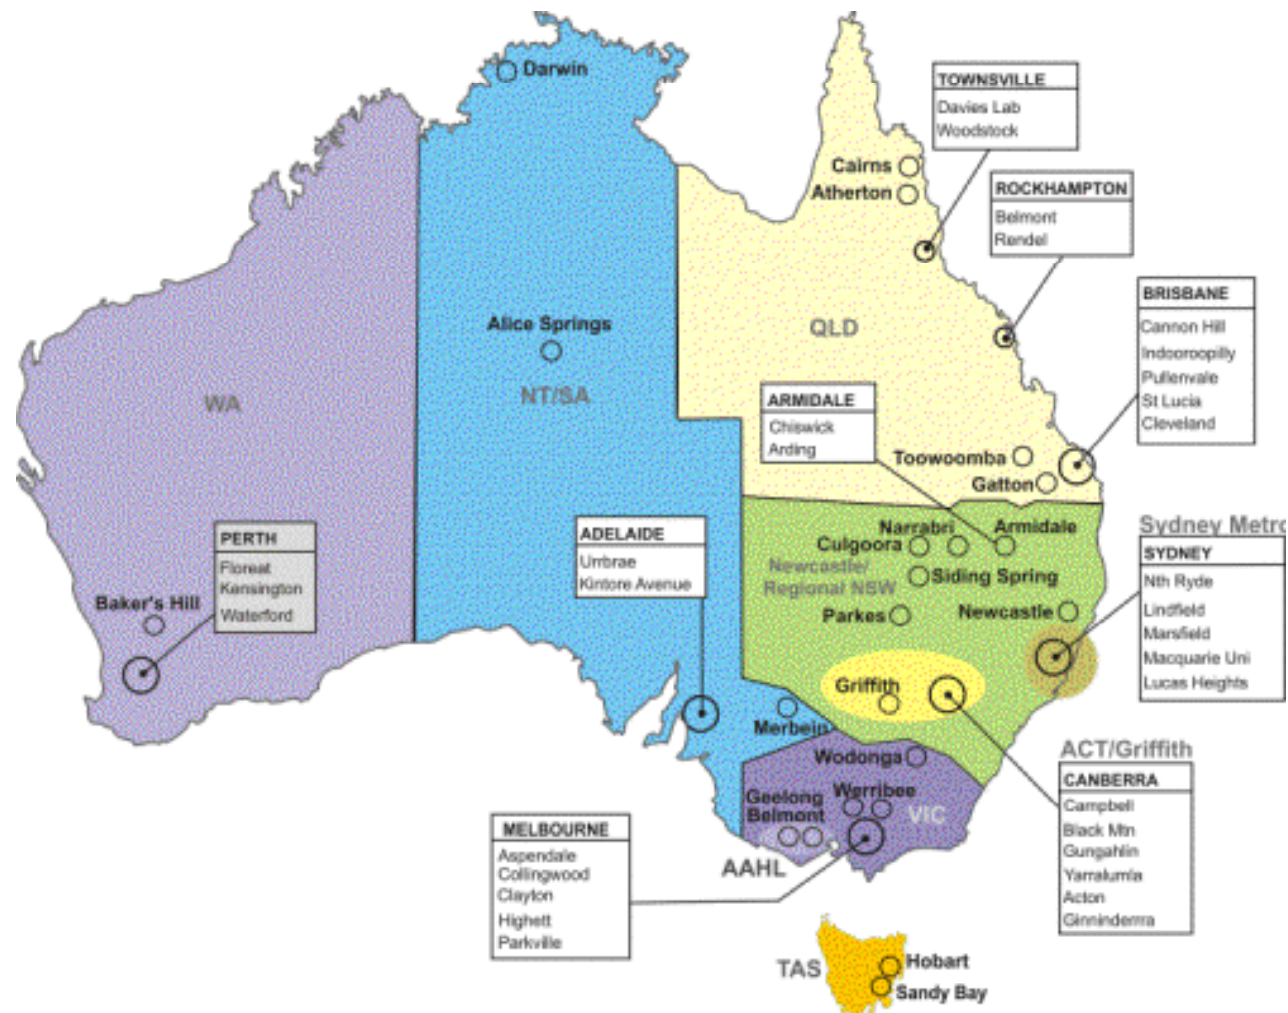 Darwin
TOWNSVILLE
Davies Lab
Woodstock
Cairns
Atherton
ROCKHAMPTON
Belmont
Rendel
BRISBANE
Cannon Hill
Indooroopilly
Pullenvale
St Lucia
Cleveland
Alice Springs
QLD
WA
NT/SA
ARMIDALE
Chiswick
Arding
Toowoomba
Gatton
PERTH
Floreat
Kensington
Waterford
Baker's Hill
ADELAIDE
Urrbrae
Kintore Avenue
Narrabri
Armidale
Culgoora
Newcastle/
Regional NSW
Siding Spring
Parkes
Newcastle
Sydney Metro
SYDNEY
Nth Ryde
Lindfield
Marsfield
Macquarie Uni
Lucas Heights
Griffith
Merbein
Wodonga
Werribee
Geelong
Belmont
VIC
AAHL
ACT/Griffith
CANBERRA
Campbell
Black Mtn
Gungahlin
Yarralumla
Acton
Ginninderrra
MELBOURNE
Aspendale
Collingwood
Clayton
Highett
Parkville
TAS
Hobart
Sandy Bay